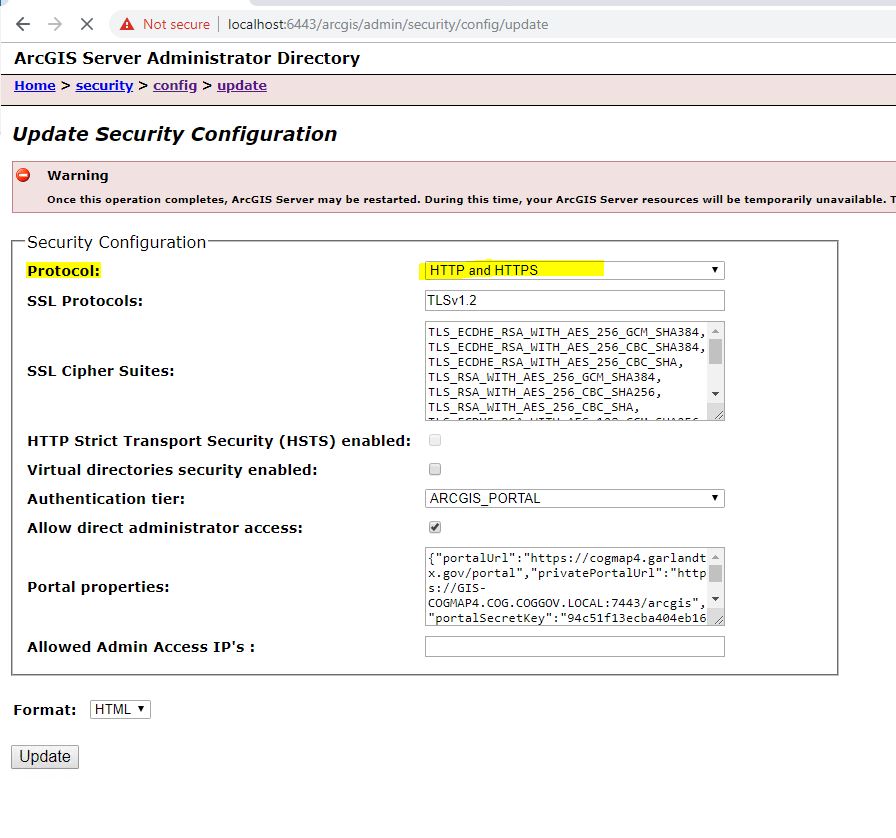 Not secure | localhost:6443/arcgis/admin/security/config/update
ArcGIS Server Administrator Directory
Home > security > config > update
Update Security Configuration
Warning
Once this operation completes, ArcGIS Server may be restarted. During this time, your ArcGIS Server resources will be temporarily unavailable. T
Security Configuration
Protocol: HTTP and HTTPS
SSL Protocols: TLSv1.2
SSL Cipher Suites:
TLS_ECDHE_RSA_WITH_AES_256_GCM_SHA384,
TLS_ECDHE_RSA_WITH_AES_256_CBC_SHA384,
TLS_ECDHE_RSA_WITH_AES_256_CBC_SHA,
TLS_RSA_WITH_AES_256_GCM_SHA384,
TLS_RSA_WITH_AES_256_CBC_SHA256,
TLS_RSA_WITH_AES_256_CBC_SHA,
HTTP Strict Transport Security (HSTS) enabled:
Virtual directories security enabled:
Authentication tier: ARCGIS_PORTAL
Allow direct administrator access:
Portal properties:
{"portalUrl":"https://cogmap4.garlandt
x.gov/portal","privatePortalUrl":"http
s://GIS-
COGMAP4.COG.COGGOV.LOCAL:7443/arcgis",
"portalSecretKey":"94c51f13ecba404eb16
Allowed Admin Access IP's :
Format: HTML
Update